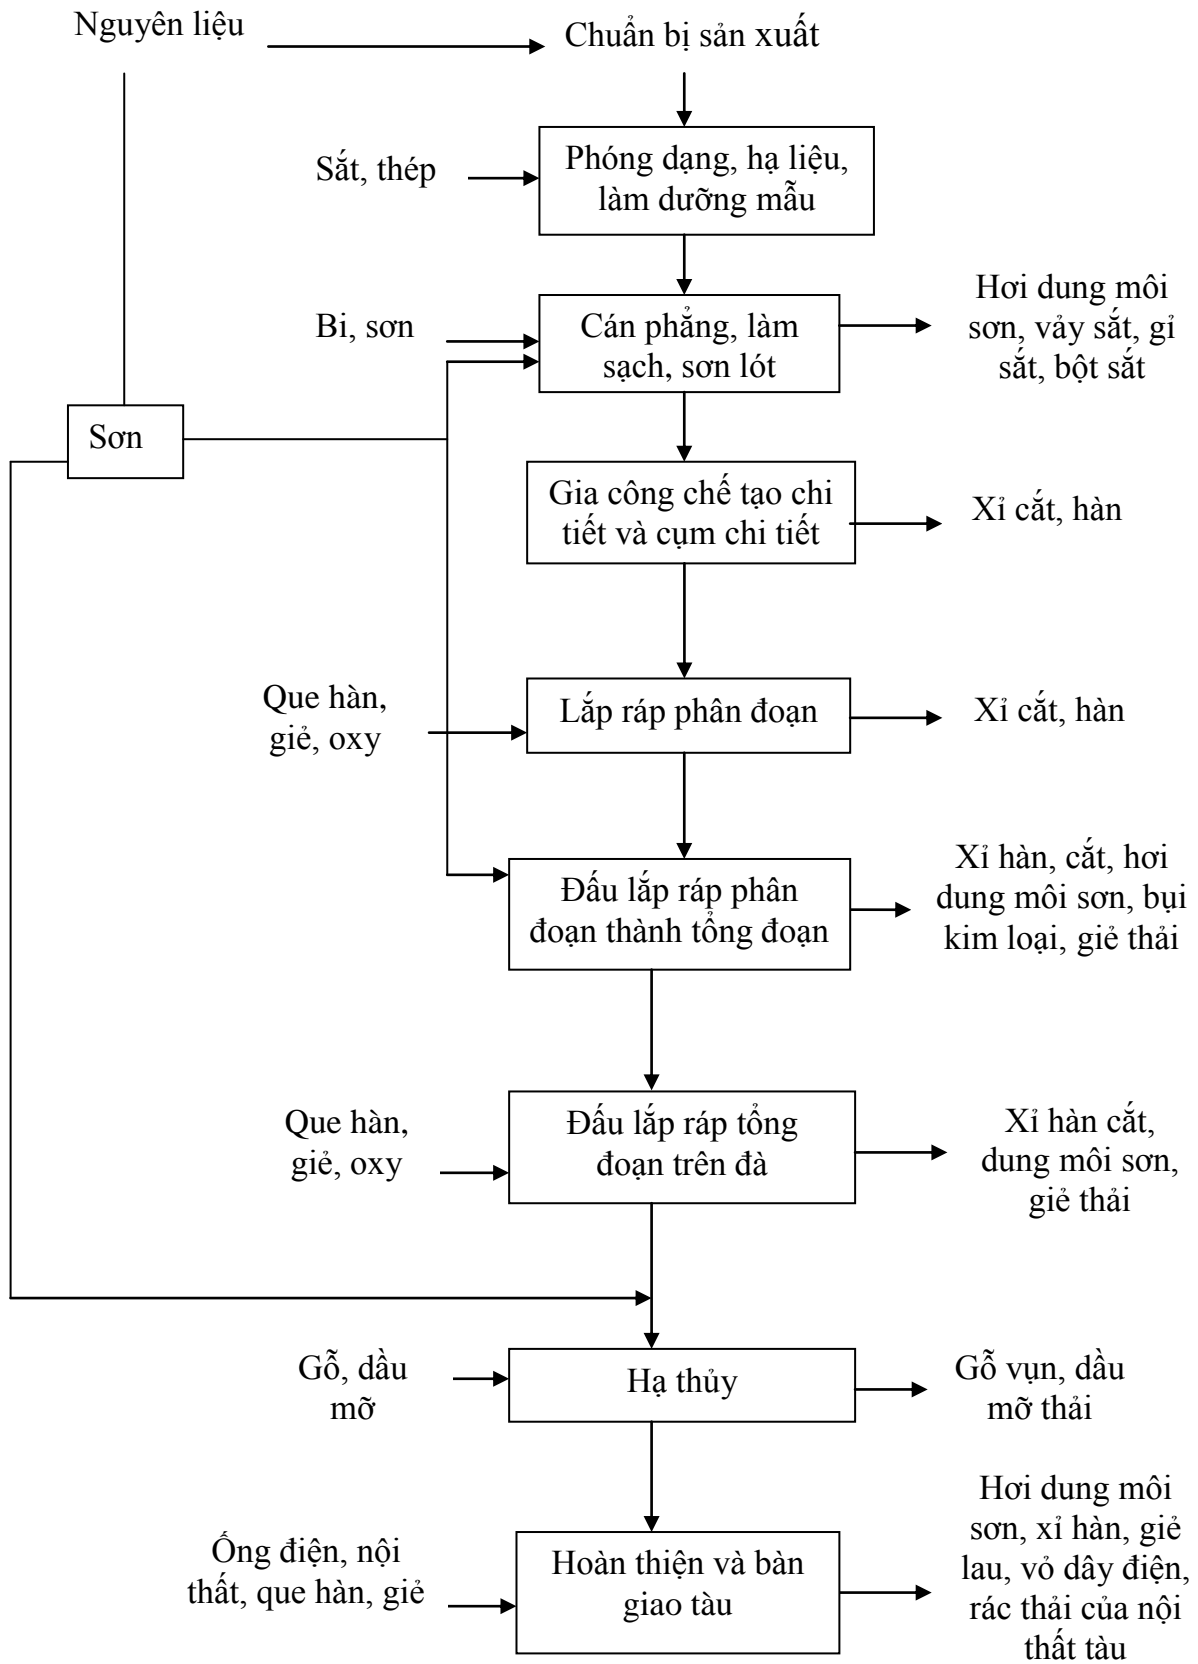 Nguyên liệu
Chuẩn bị sản xuất
Sắt, thép
Phóng dạng, hạ liệu,
làm dưỡng mẫu
Bi, sơn
Cán phẳng, làm
sạch, sơn lót
Hơi dung môi
sơn, vảy sắt, gỉ
sắt, bột sắt
Sơn
Gia công chế tạo chi
tiết và cụm chi tiết
Xỉ cắt, hàn
Que hàn,
giẻ, oxy
Lắp ráp phân đoạn
Xỉ cắt, hàn
Đấu lắp ráp phân
đoạn thành tổng đoạn
Xỉ hàn, cắt, hơi
dung môi sơn, bụi
kim loại, giẻ thải
Que hàn,
giẻ, oxy
Đấu lắp ráp tổng
đoạn trên đà
Xỉ hàn cắt,
dung môi sơn,
giẻ thải
Gỗ, dầu
mỡ
Hạ thủy
Gỗ vụn, dầu
mỡ thải
Ống điện, nội
thất, que hàn, giẻ
Hoàn thiện và bàn
giao tàu
Hơi dung môi
sơn, xỉ hàn, giẻ
lau, vỏ dây điện,
rác thải của nội
thất tàu